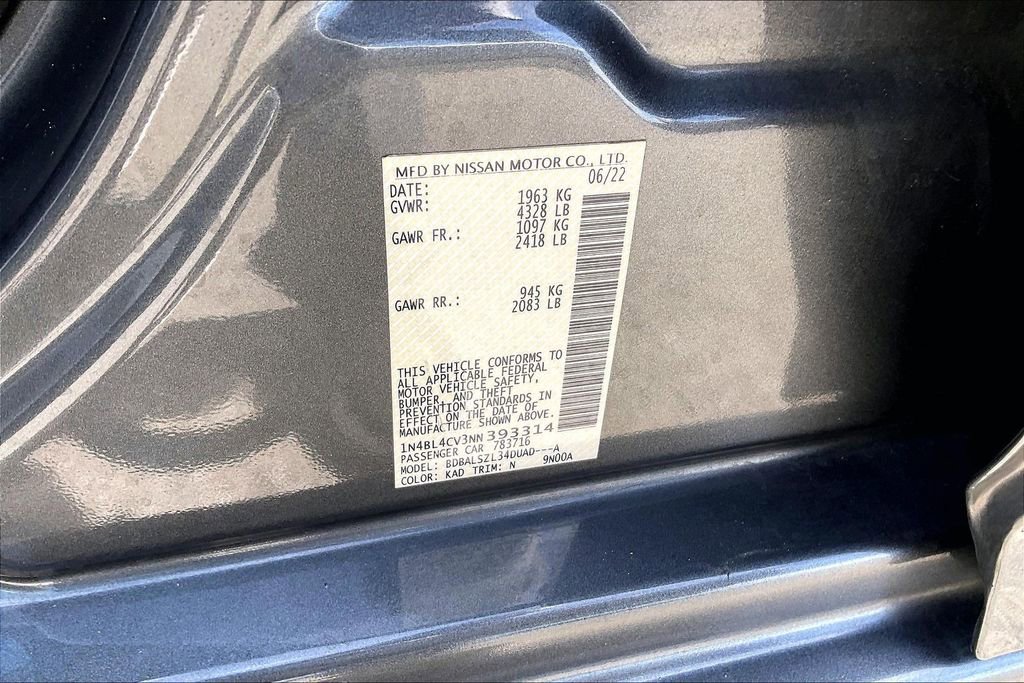 MFD BY NISSAN MOTOR CO., LTD.
DATE: 06/22
GVWR: 1963 KG
4328 LB
GAWR FR.: 1097 KG
2418 LB
GAWR RR.: 945 KG
2083 LB
THIS VEHICLE CONFORMS TO
ALL APPLICABLE FEDERAL
MOTOR VEHICLE SAFETY,
BUMPER, AND THEFT
PREVENTION STANDARDS IN
EFFECT ON THE DATE OF
MANUFACTURE SHOWN ABOVE.
1N4BL4CV3NN393314
PASSENGER CAR 783716
MODEL: BDBALSZL34DUAD---A
COLOR: KAD TRIM: N 9N00A